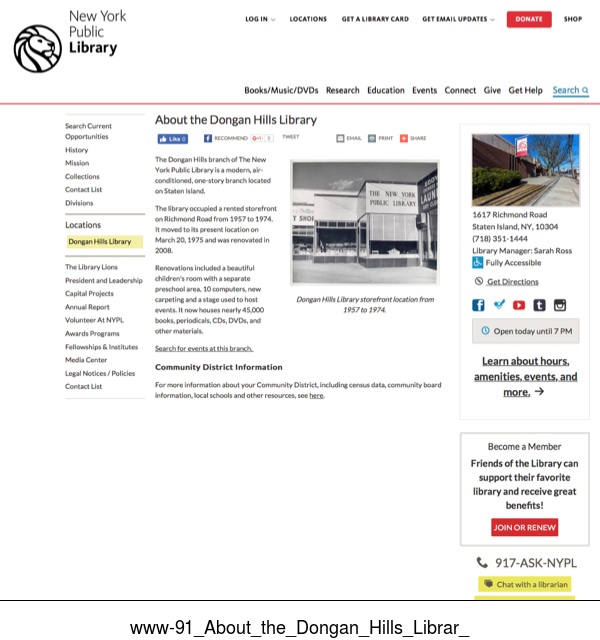 New York
Public
Library
LOG IN
LOCATIONS
GET A LIBRARY CARD
GET EMAIL UPDATES
DONATE
SHOP
Books/Music/DVDs Research Education Events Connect Give Get Help Search
Search Current
Opportunities
History
Mission
Collections
Contact List
Divisions
Locations
Dongan Hills Library
The Library Lions
President and Leadership
Capital Projects
Annual Report
Volunteer At NYPL
Awards Programs
Fellowships & Institutes
Media Center
Legal Notices / Policies
Contact List
About the Dongan Hills Library
Like 0
RECOMMEND
G+1 0
TWEET
EMAIL
PRINT
SHARE
The Dongan Hills branch of The New
York Public Library is a modern, air-
conditioned, one-story branch located
on Staten Island.
The library occupied a rented storefront
on Richmond Road from 1957 to 1974.
It moved to its present location on
March 20, 1975 and was renovated in
2008.
Renovations included a beautiful
children's room with a separate
preschool area, 10 computers, new
carpeting and a stage used to host
events. It now houses nearly 45,000
books, periodicals, CDs, DVDs, and
other materials.
THE NEW YORK
PUBLIC LIBRARY
Dongan Hills Library storefront location from
1957 to 1974.
Search for events at this branch.
Community District Information
For more information about your Community District, including census data, community board
information, local schools and other resources, see here.
1617 Richmond Road
Staten Island, NY, 10304
(718) 351-1444
Library Manager: Sarah Ross
Fully Accessible
Get Directions
Open today until 7 PM
Learn about hours,
amenities, events, and
more. →
Become a Member
Friends of the Library can
support their favorite
library and receive great
benefits!
JOIN OR RENEW
917-ASK-NYPL
Chat with a librarian
www-91_About_the_Dongan_Hills_Librar_